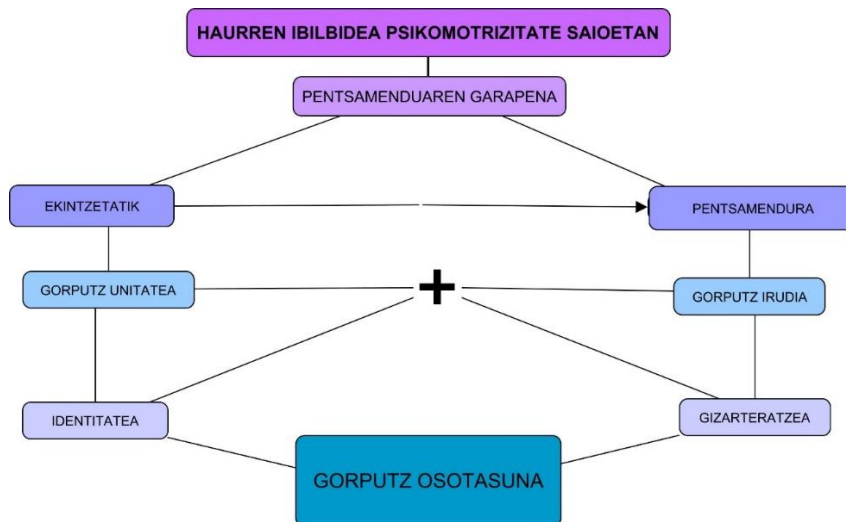 HAURREN IBILBIDEA PSIKOMOTRIZITATE SAIOETAN
PENTSAMENDUAREN GARAPENA
EKINTZETATIK
PENTSAMENDURA
GORPUTZ UNITATEA
+
GORPUTZ IRUDIA
IDENTITATEA
GIZARTERATZEA
GORPUTZ OSOTASUNA